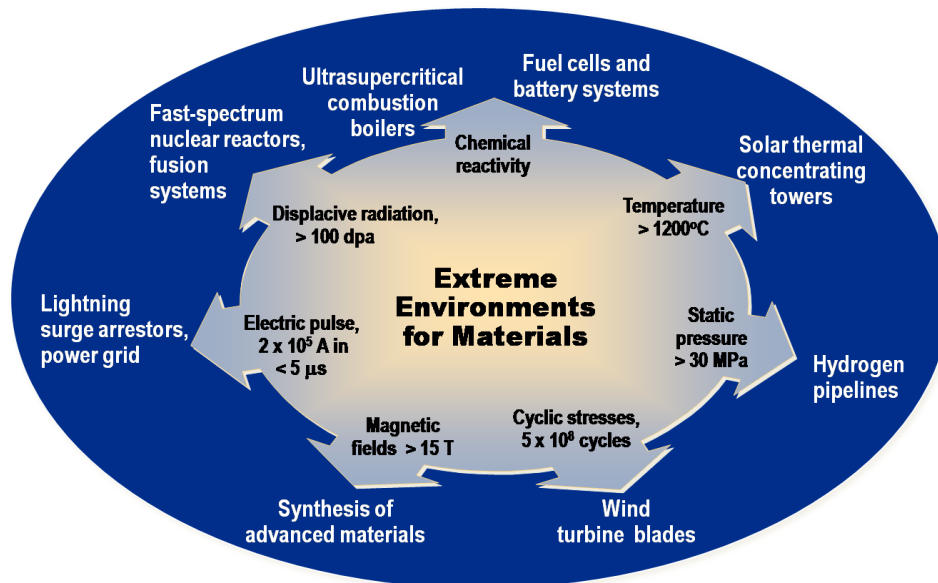 Fuel cells and
battery systems
Ultrasupercritical
combustion
boilers
Fast-spectrum
nuclear reactors,
fusion
systems
Solar thermal
concentrating
towers
Chemical
reactivity
Displacive radiation,
> 100 dpa
Temperature
> 1200°C
Extreme
Environments
for Materials
Lightning
surge arrestors,
power grid
Electric pulse,
2 x 10⁵ A in
< 5 µs
Static
pressure
> 30 MPa
Hydrogen
pipelines
Magnetic
fields > 15 T
Cyclic stresses,
5 x 10⁸ cycles
Synthesis of
advanced materials
Wind
turbine blades